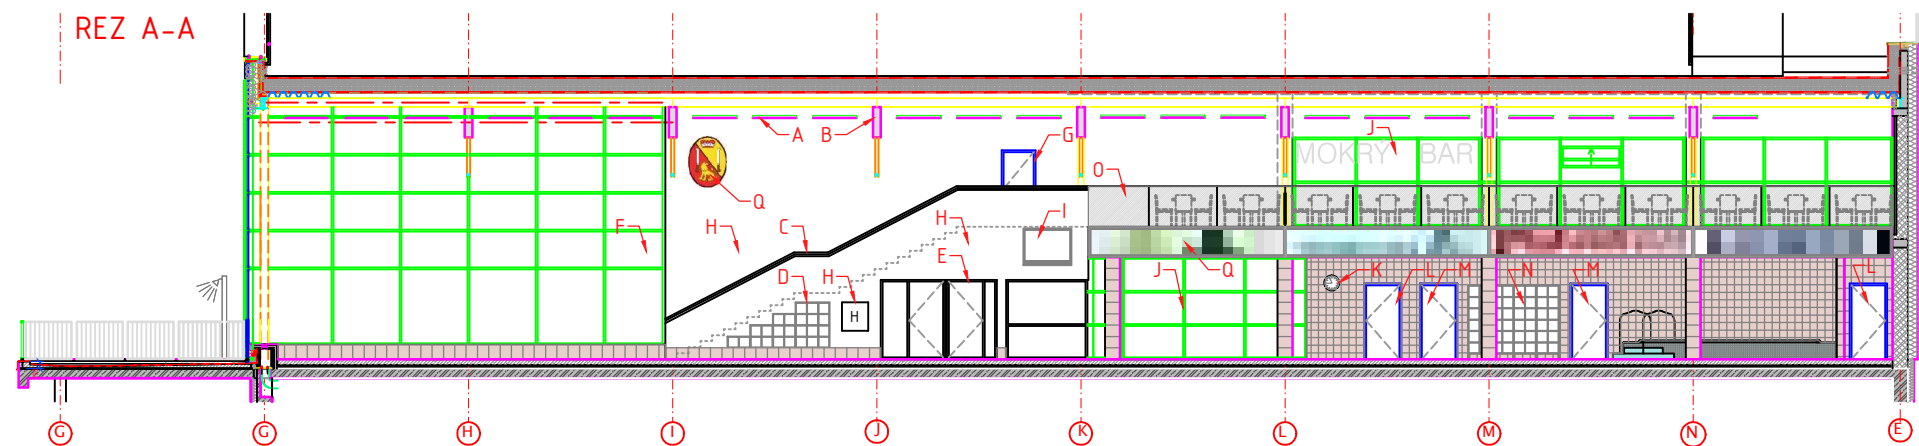 REZ A-A
A B G J
MOKRY BAR
O
Q
F H C H I
E J Q
D H K L M N M L
H
G G H I J K L M N E